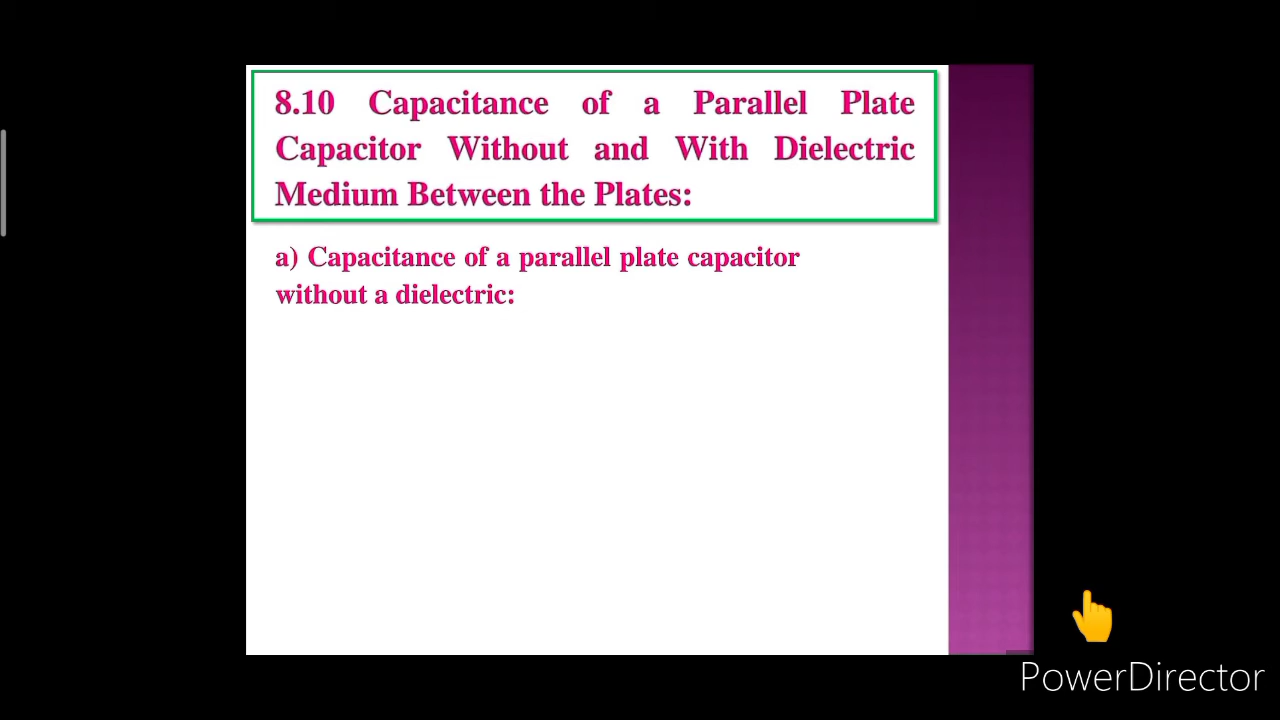 8.10 Capacitance of a Parallel Plate
Capacitor Without and With Dielectric
Medium Between the Plates:
a) Capacitance of a parallel plate capacitor
without a dielectric:
PowerDirector